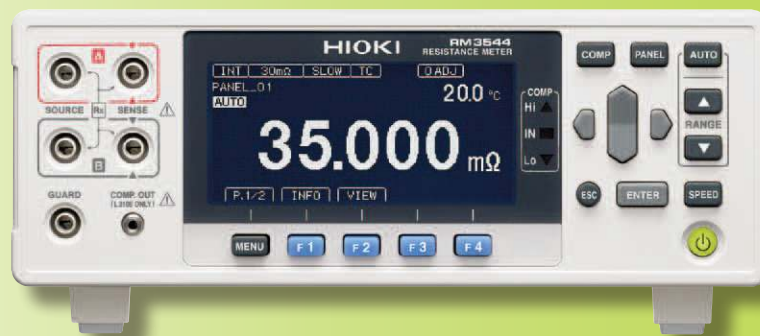 HIOKI
RM3544
RESISTANCE METER
A
SOURCE Rx SENSE
B
GUARD
COMP. OUT
(L2105 ONLY)
INT 30mΩ SLOW TC 0 ADJ
PANEL_01
AUTO
20.0 °C
35.000 mΩ
P.1/2 INFO VIEW
COMP
Hi
IN
Lo
MENU F1 F2 F3 F4
COMP PANEL AUTO
RANGE
ESC ENTER SPEED